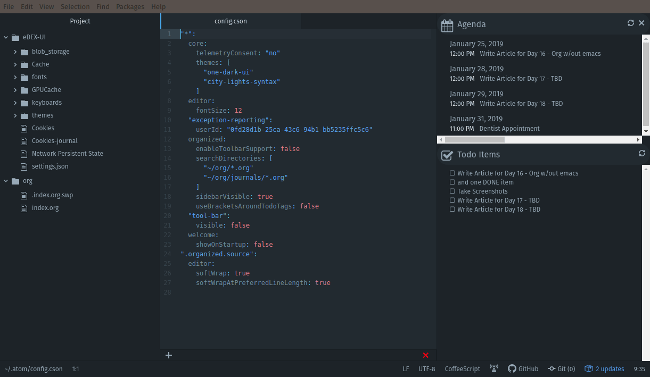 File Edit View Selection Find Packages Help
Project
eDEX-UI
blob_storage
Cache
fonts
GPUCache
keyboards
themes
Cookies
Cookies-journal
Network Persistent State
settings.json
org
.index.org.swp
index.org
config.cson
1 "*":
2 core:
3 telemetryConsent: "no"
4 themes: [
5 "one-dark-ui"
6 "city-lights-syntax"
7 ]
8 editor:
9 fontSize: 12
10 "exception-reporting":
11 userId:
12 organized:
13 enableToolbarSupport: false
14 searchDirectories: [
15 "~/org/*.org"
16 "~/org/journals/*.org"
17 ]
18 sidebarVisible: true
19 useBracketsAroundTodoTags: false
20 "tool-bar":
21 visible: false
22 welcome:
23 showOnStartup: false
24 ".organized.source":
25 editor:
26 softWrap: true
27 softWrapAtPreferredLineLength: true
28
Agenda
January 25, 2019
12:00 PM Write Article for Day 16 - Org w/out emacs
January 28, 2019
12:00 PM Write Article for Day 17 - TBD
January 29, 2019
12:00 PM Write Article for Day 18 - TBD
January 31, 2019
11:00 PM Dentist Appointment
Todo Items
Write Article for Day 16 - Org w/out emacs
and one DONE item
Take Screenshots
Write Article for Day 17 - TBD
Write Article for Day 18 - TBD
~/.atom/config.cson 1:1 LF UTF-8 CoffeeScript GitHub Git (0) 2 updates 9:35